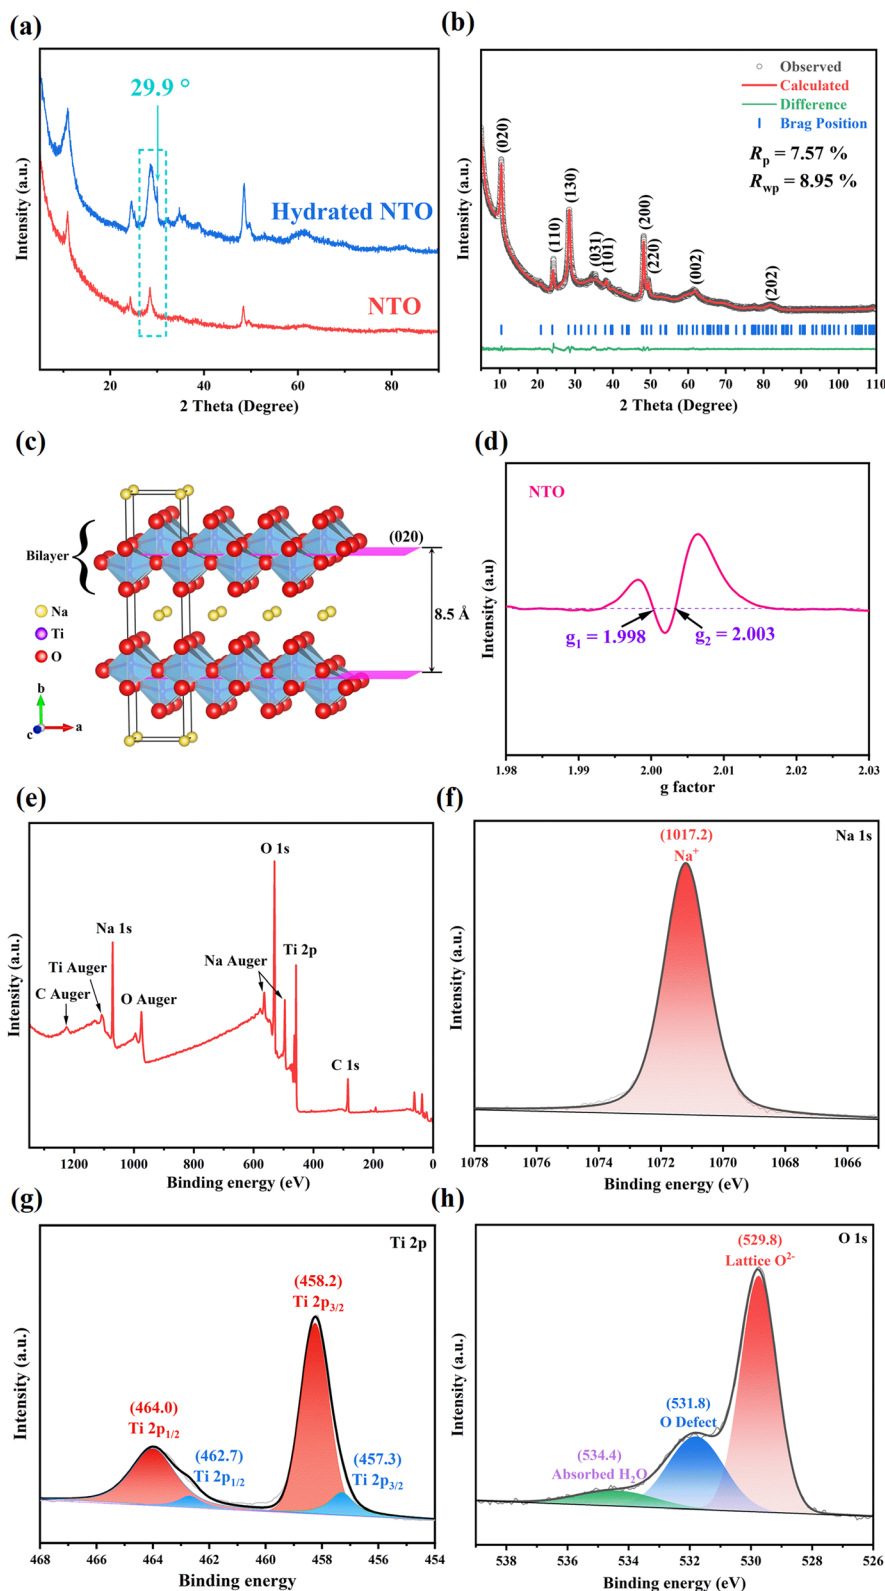 (a)
29.9 °
Hydrated NTO
NTO
Intensity (a.u.)
20
40
60
80
2 Theta (Degree)
(b)
Observed
Calculated
Difference
Brag Position
Rp = 7.57 %
Rwp = 8.95 %
(020)
(110)
(130)
(031)
(101)
(200)
(220)
(002)
(202)
Intensity (a.u.)
10 20 30 40 50 60 70 80 90 100 110
2 Theta (Degree)
(c)
(020)
Bilayer
8.5 Å
Na
Ti
O
b
c
a
(d)
NTO
g1 = 1.998
g2 = 2.003
Intensity (a.u)
1.98 1.99 2.00 2.01 2.02 2.03
g factor
(e)
O 1s
Na 1s
Ti 2p
Na Auger
Ti Auger
C Auger
O Auger
C 1s
Intensity (a.u.)
1200 1000 800 600 400 200 0
Binding energy (eV)
(f)
(1017.2)
Na+
Na 1s
Intensity (a.u.)
1078 1076 1074 1072 1070 1068 1066
Binding energy (eV)
(g)
Ti 2p
(458.2)
Ti 2p3/2
(464.0)
Ti 2p1/2
(462.7)
Ti 2p1/2
(457.3)
Ti 2p3/2
Intensity (a.u.)
468 466 464 462 460 458 456 454
Binding energy
(h)
(529.8)
Lattice O2-
O 1s
(531.8)
O Defect
(534.4)
Absorbed H2O
Intensity (a.u.)
538 536 534 532 530 528 526
Binding energy (eV)